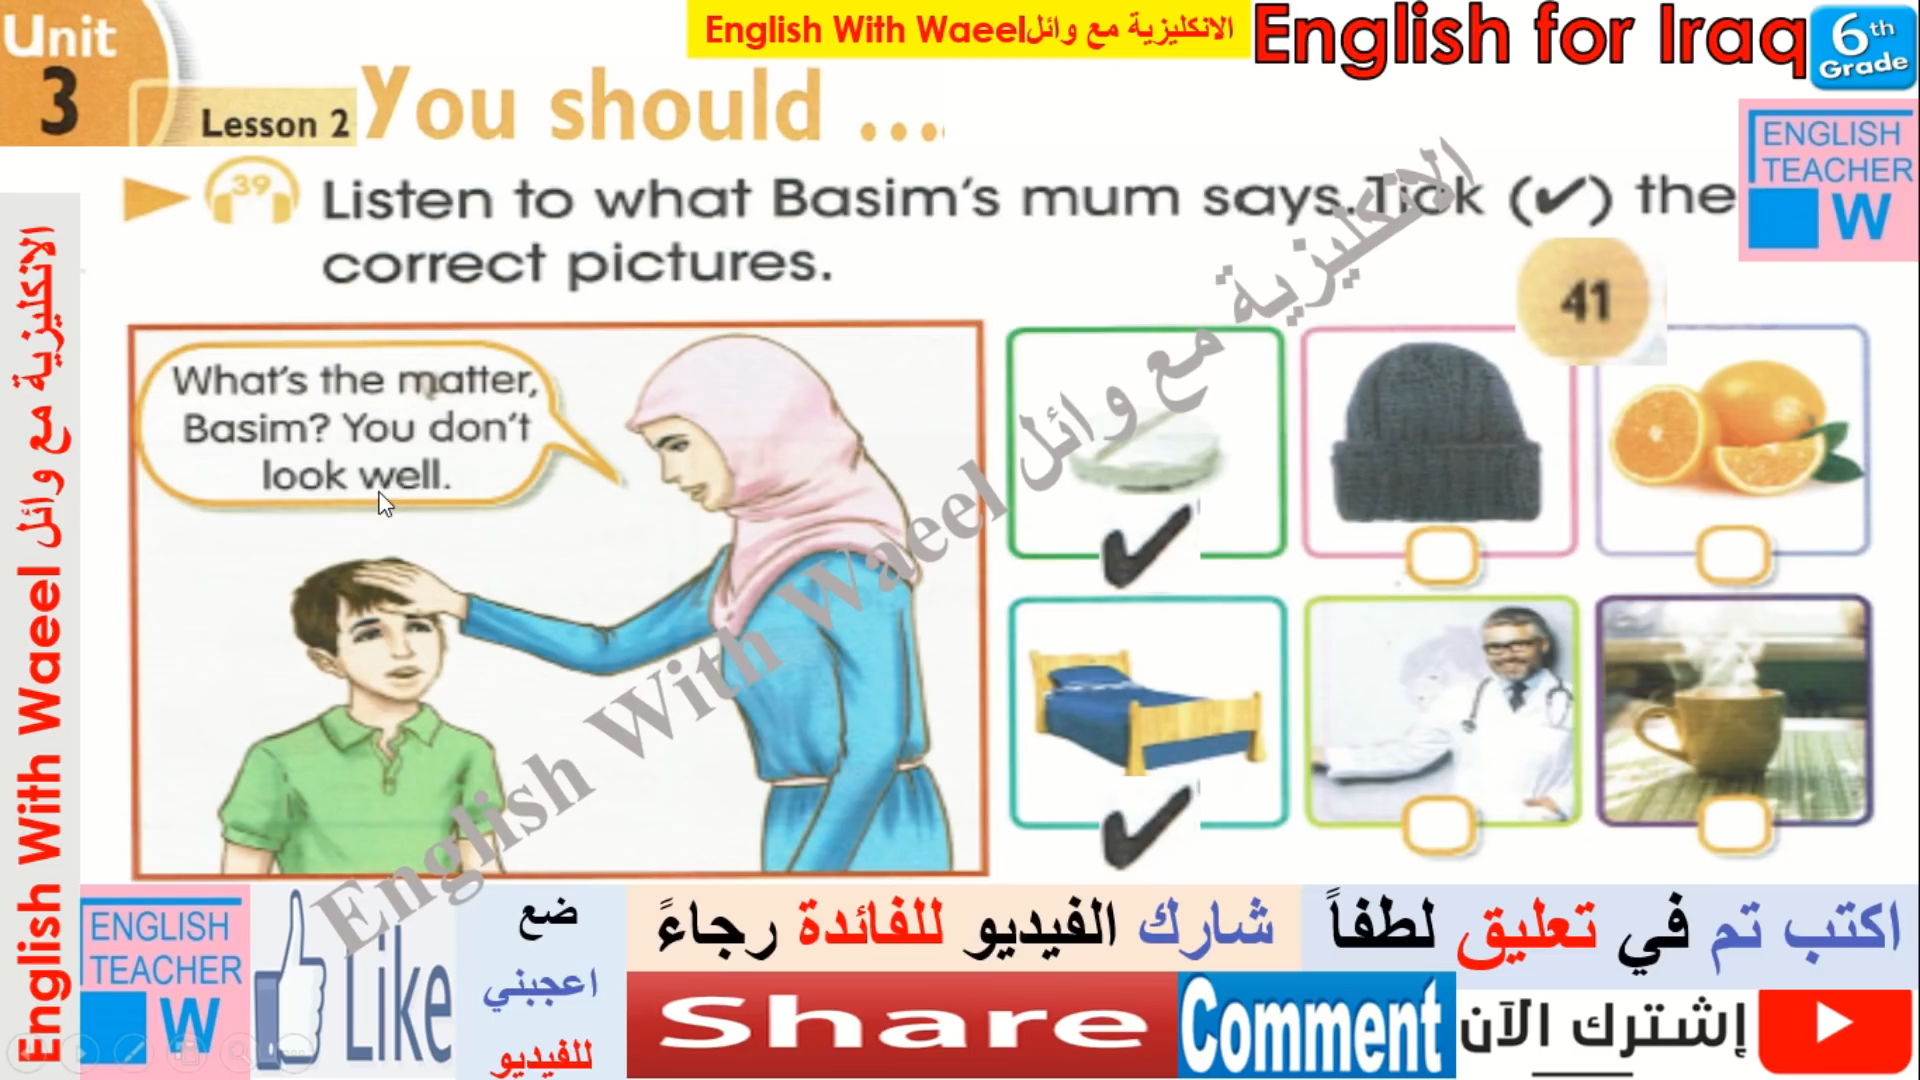 Unit
3
Lesson 2
You should ...
English With Waeelالانكليزية مع وائل
English for Iraq
6th
Grade
ENGLISH
TEACHER
W
39
Listen to what Basim's mum says. Tick (✔) the
correct pictures.
41
What's the matter,
Basim? You don't
look well.
English With Waeel الانكليزية مع وائل
English With Waeel الانكليزية مع وائل
ENGLISH
TEACHER
W
Like
ضع
اعجبني
للفيديو
شارك الفيديو للفائدة رجاءً
اكتب تم في تعليق لطفاً
Share
Comment
إشترك الآن